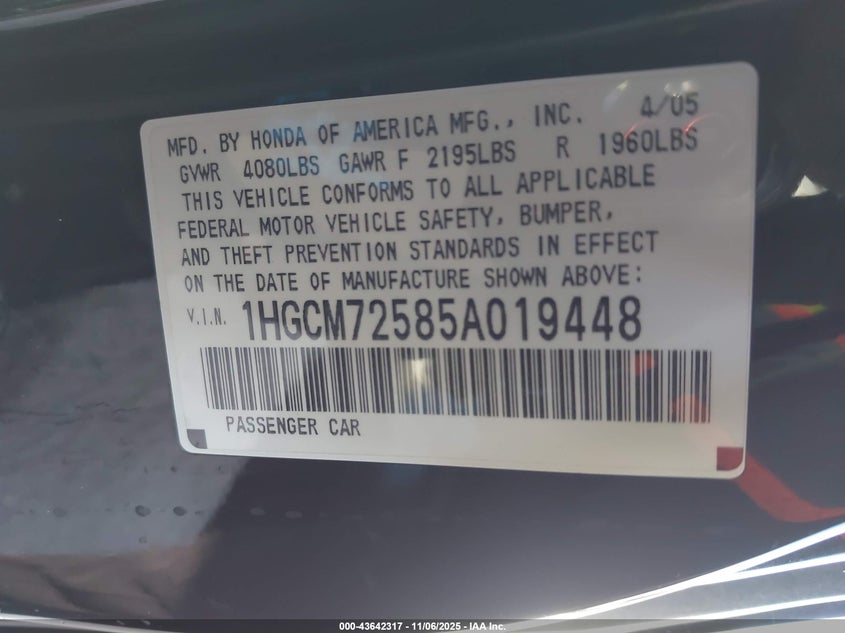 MFD. BY HONDA OF AMERICA MFG., INC. 4/05
GVWR 4080LBS GAWR F 2195LBS R 1960LBS
THIS VEHICLE CONFORMS TO ALL APPLICABLE
FEDERAL MOTOR VEHICLE SAFETY, BUMPER,
AND THEFT PREVENTION STANDARDS IN EFFECT
ON THE DATE OF MANUFACTURE SHOWN ABOVE:
V.I.N. 1HGCM72585A019448
PASSENGER CAR
000-43642317 - 11/06/2025 - IAA Inc.